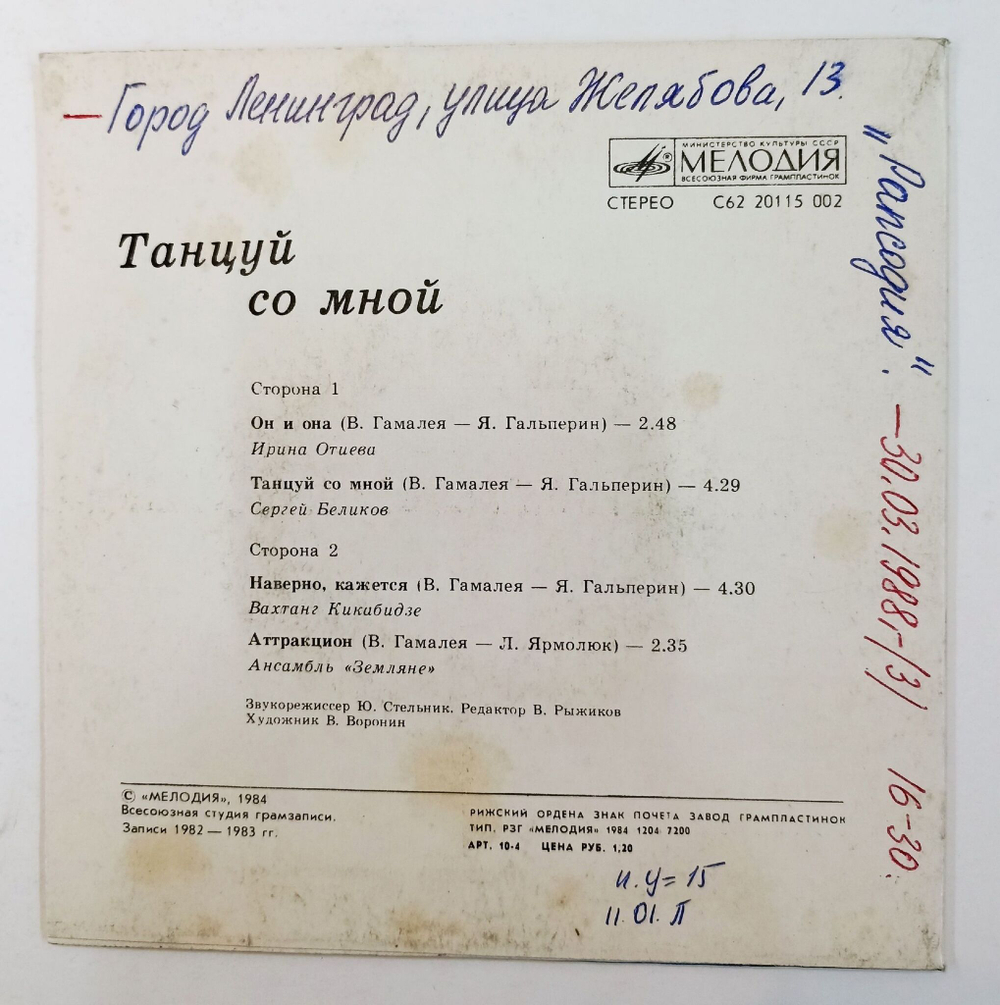 — Город Ленинград, улица Желябова, 13.
МИНИСТЕРСТВО КУЛЬТУРЫ СССР
МЕЛОДИЯ
ВСЕСОЮЗНАЯ ФИРМА ГРАМПЛАСТИНОК
СТЕРЕО С62 20115 002
„Рапсодия“. — 30.03.1988,-/3/ 16-30.
Танцуй
со мной
Сторона 1
Он и она (В. Гамалея — Я. Гальперин) — 2.48
Ирина Отиева
Танцуй со мной (В. Гамалея — Я. Гальперин) — 4.29
Сергей Беликов
Сторона 2
Наверно, кажется (В. Гамалея — Я. Гальперин) — 4.30
Вахтанг Кикабидзе
Аттракцион (В. Гамалея — Л. Ярмолюк) — 2.35
Ансамбль «Земляне»
Звукорежиссер Ю. Стельник. Редактор В. Рыжиков
Художник В. Воронин
© «МЕЛОДИЯ», 1984
Всесоюзная студия грамзаписи.
Записи 1982 — 1983 гг.
РИЖСКИЙ ОРДЕНА ЗНАК ПОЧЕТА ЗАВОД ГРАМПЛАСТИНОК
ТИП. РЗГ «МЕЛОДИЯ» 1984 1204 7200
АРТ. 10-4 ЦЕНА РУБ. 1,20
и.у=15
11.01.Л